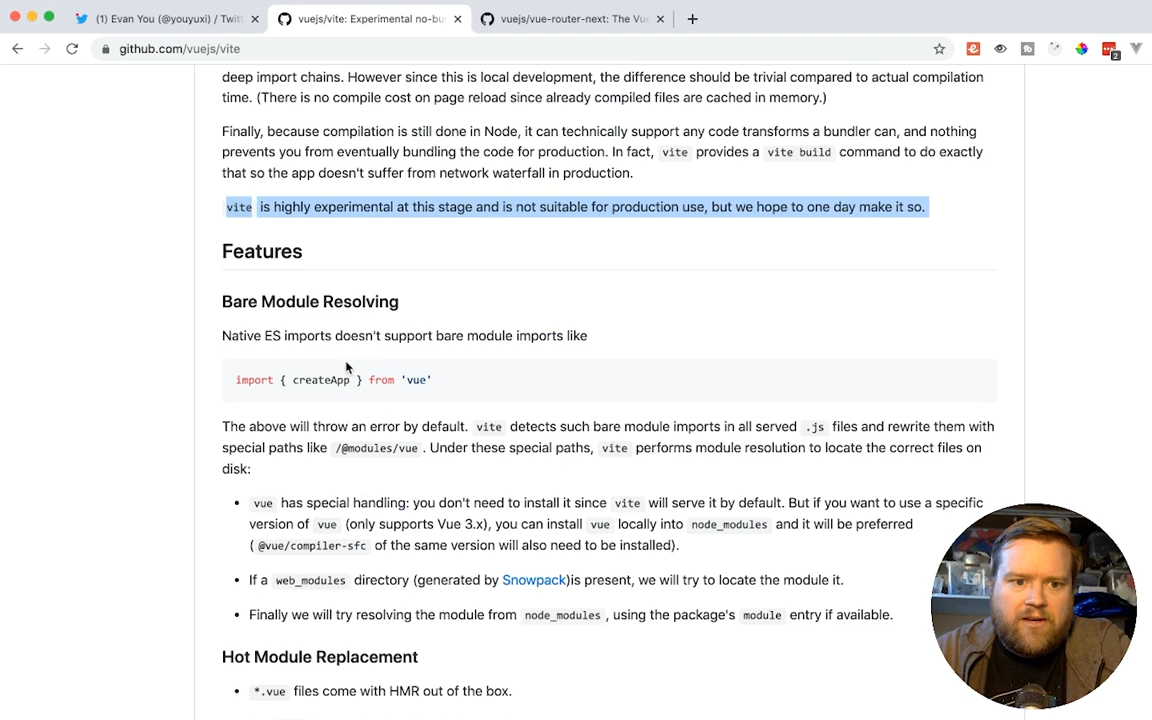 (1) Evan You (@youyuxi) / Twitt
vuejs/vite: Experimental no-bu
vuejs/vue-router-next: The Vue
github.com/vuejs/vite
2
deep import chains. However since this is local development, the difference should be trivial compared to actual compilation
time. (There is no compile cost on page reload since already compiled files are cached in memory.)
Finally, because compilation is still done in Node, it can technically support any code transforms a bundler can, and nothing
prevents you from eventually bundling the code for production. In fact, vite provides a vite build command to do exactly
that so the app doesn't suffer from network waterfall in production.
vite is highly experimental at this stage and is not suitable for production use, but we hope to one day make it so.
Features
Bare Module Resolving
Native ES imports doesn't support bare module imports like
import { createApp } from 'vue'
The above will throw an error by default. vite detects such bare module imports in all served .js files and rewrite them with
special paths like /@modules/vue. Under these special paths, vite performs module resolution to locate the correct files on
disk:
• vue has special handling: you don't need to install it since vite will serve it by default. But if you want to use a specific
version of vue (only supports Vue 3.x), you can install vue locally into node_modules and it will be preferred
( @vue/compiler-sfc of the same version will also need to be installed).
• If a web_modules directory (generated by Snowpack)is present, we will try to locate the module it.
• Finally we will try resolving the module from node_modules, using the package's module entry if available.
Hot Module Replacement
• *.vue files come with HMR out of the box.